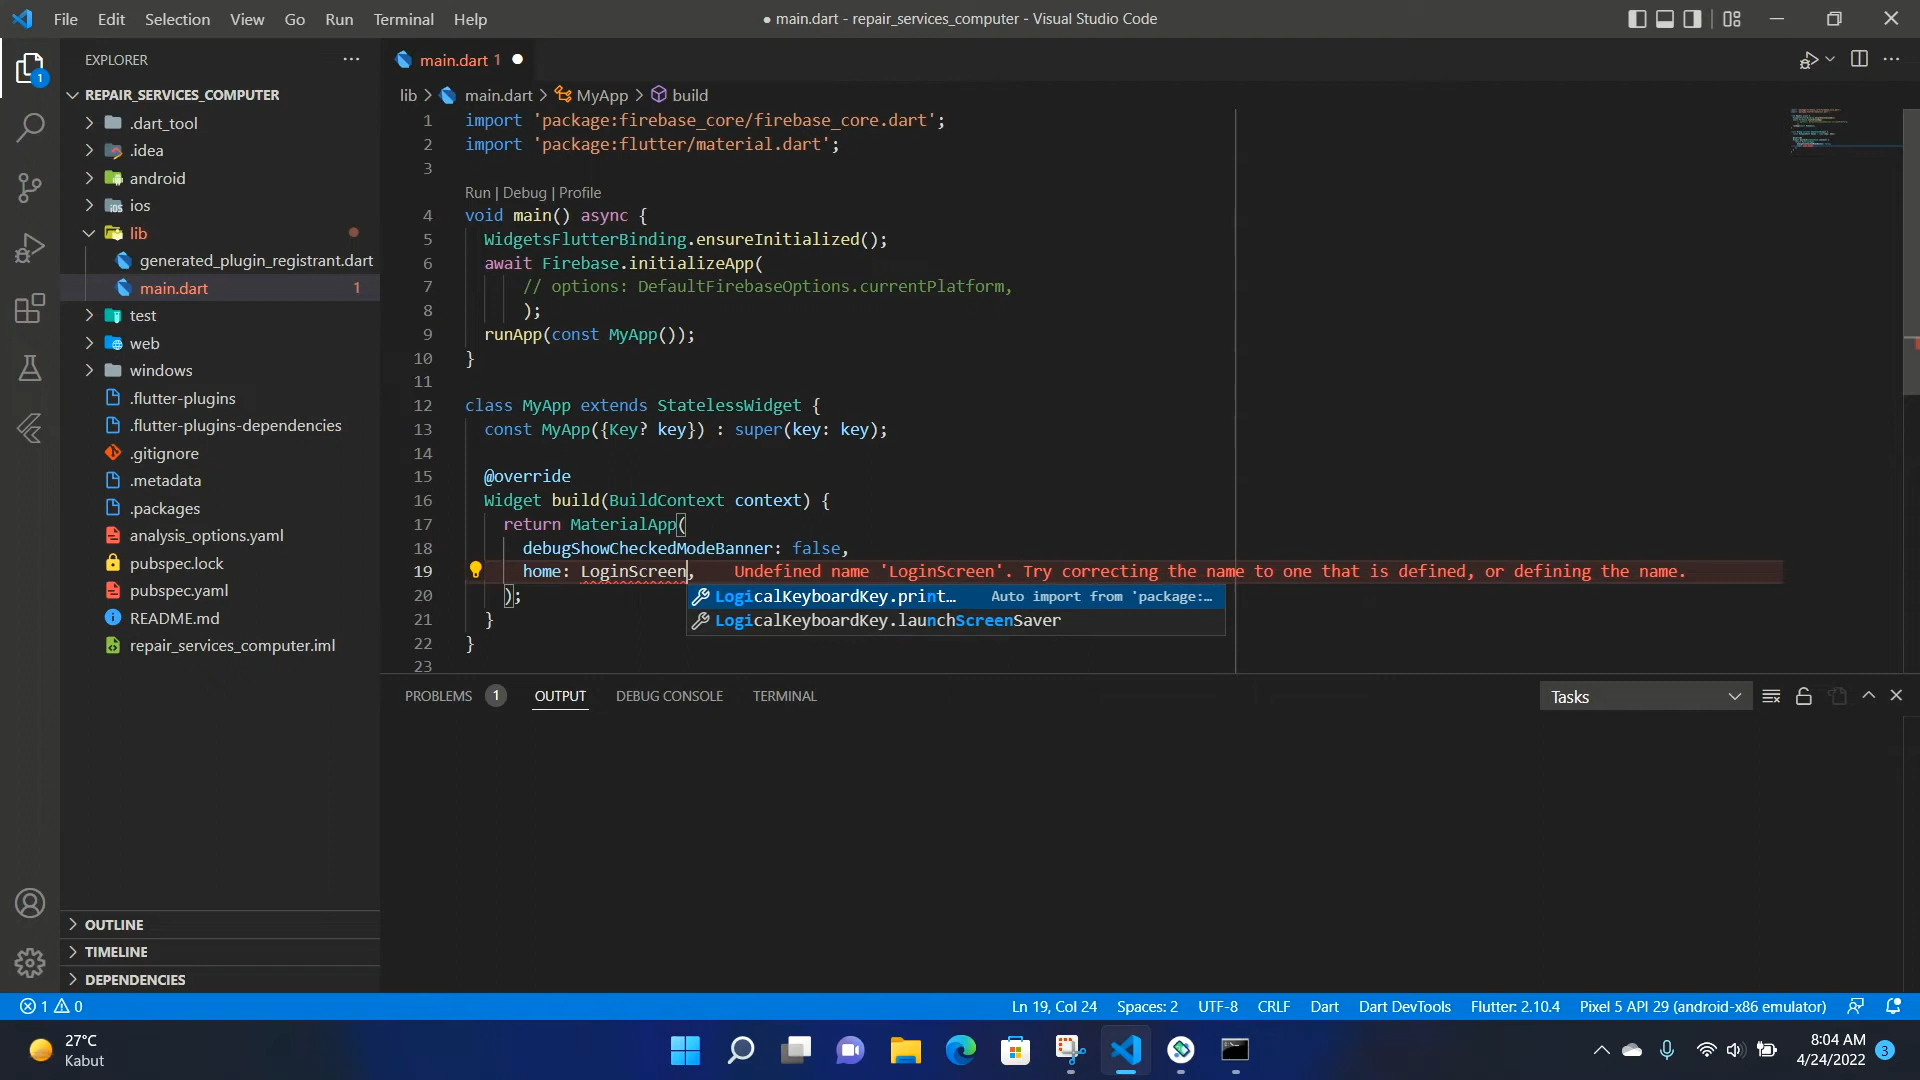 File Edit Selection View Go Run Terminal Help
● main.dart - repair_services_computer - Visual Studio Code
1
EXPLORER
REPAIR_SERVICES_COMPUTER
.dart_tool
.idea
android
ios
lib
generated_plugin_registrant.dart
main.dart 1
test
web
windows
.flutter-plugins
.flutter-plugins-dependencies
.gitignore
.metadata
.packages
analysis_options.yaml
pubspec.lock
pubspec.yaml
README.md
repair_services_computer.iml
OUTLINE
TIMELINE
DEPENDENCIES
main.dart 1
lib > main.dart > MyApp > build
1 import 'package:firebase_core/firebase_core.dart';
2 import 'package:flutter/material.dart';
3
Run | Debug | Profile
4 void main() async {
5 WidgetsFlutterBinding.ensureInitialized();
6 await Firebase.initializeApp(
7 // options: DefaultFirebaseOptions.currentPlatform,
8 );
9 runApp(const MyApp());
10 }
11
12 class MyApp extends StatelessWidget {
13 const MyApp({Key? key}) : super(key: key);
14
15 @override
16 Widget build(BuildContext context) {
17 return MaterialApp(
18 debugShowCheckedModeBanner: false,
19 home: LoginScreen, Undefined name 'LoginScreen'. Try correcting the name to one that is defined, or defining the name.
20 );
LogicalKeyboardKey.print… Auto import from 'package:…
21 }
LogicalKeyboardKey.launchScreenSaver
22 }
23
PROBLEMS 1 OUTPUT DEBUG CONSOLE TERMINAL
Tasks
1 0
Ln 19, Col 24 Spaces: 2 UTF-8 CRLF Dart Dart DevTools Flutter: 2.10.4 Pixel 5 API 29 (android-x86 emulator)
27°C
Kabut
8:04 AM
4/24/2022
3